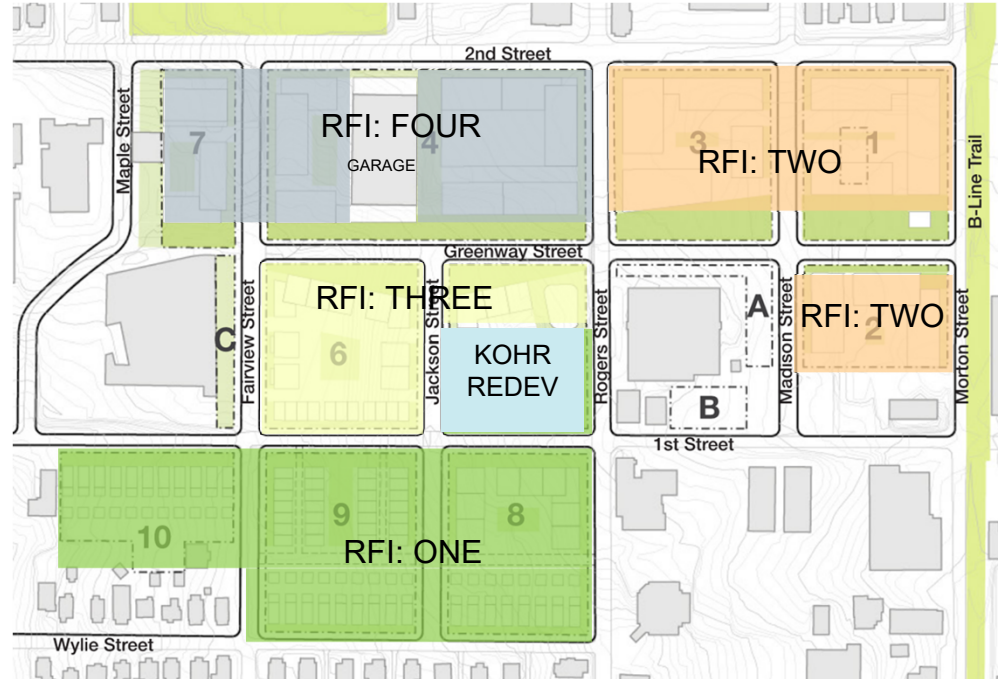 2nd Street
Maple Street
7
RFI: FOUR
4
GARAGE
3
1
RFI: TWO
B-Line Trail
Greenway Street
C
Fairview Street
RFI: THREE
6
Jackson Street
KOHR
REDEV
Rogers Street
A
B
Madison Street
RFI: TWO
2
Morton Street
1st Street
10
9
8
RFI: ONE
Wylie Street